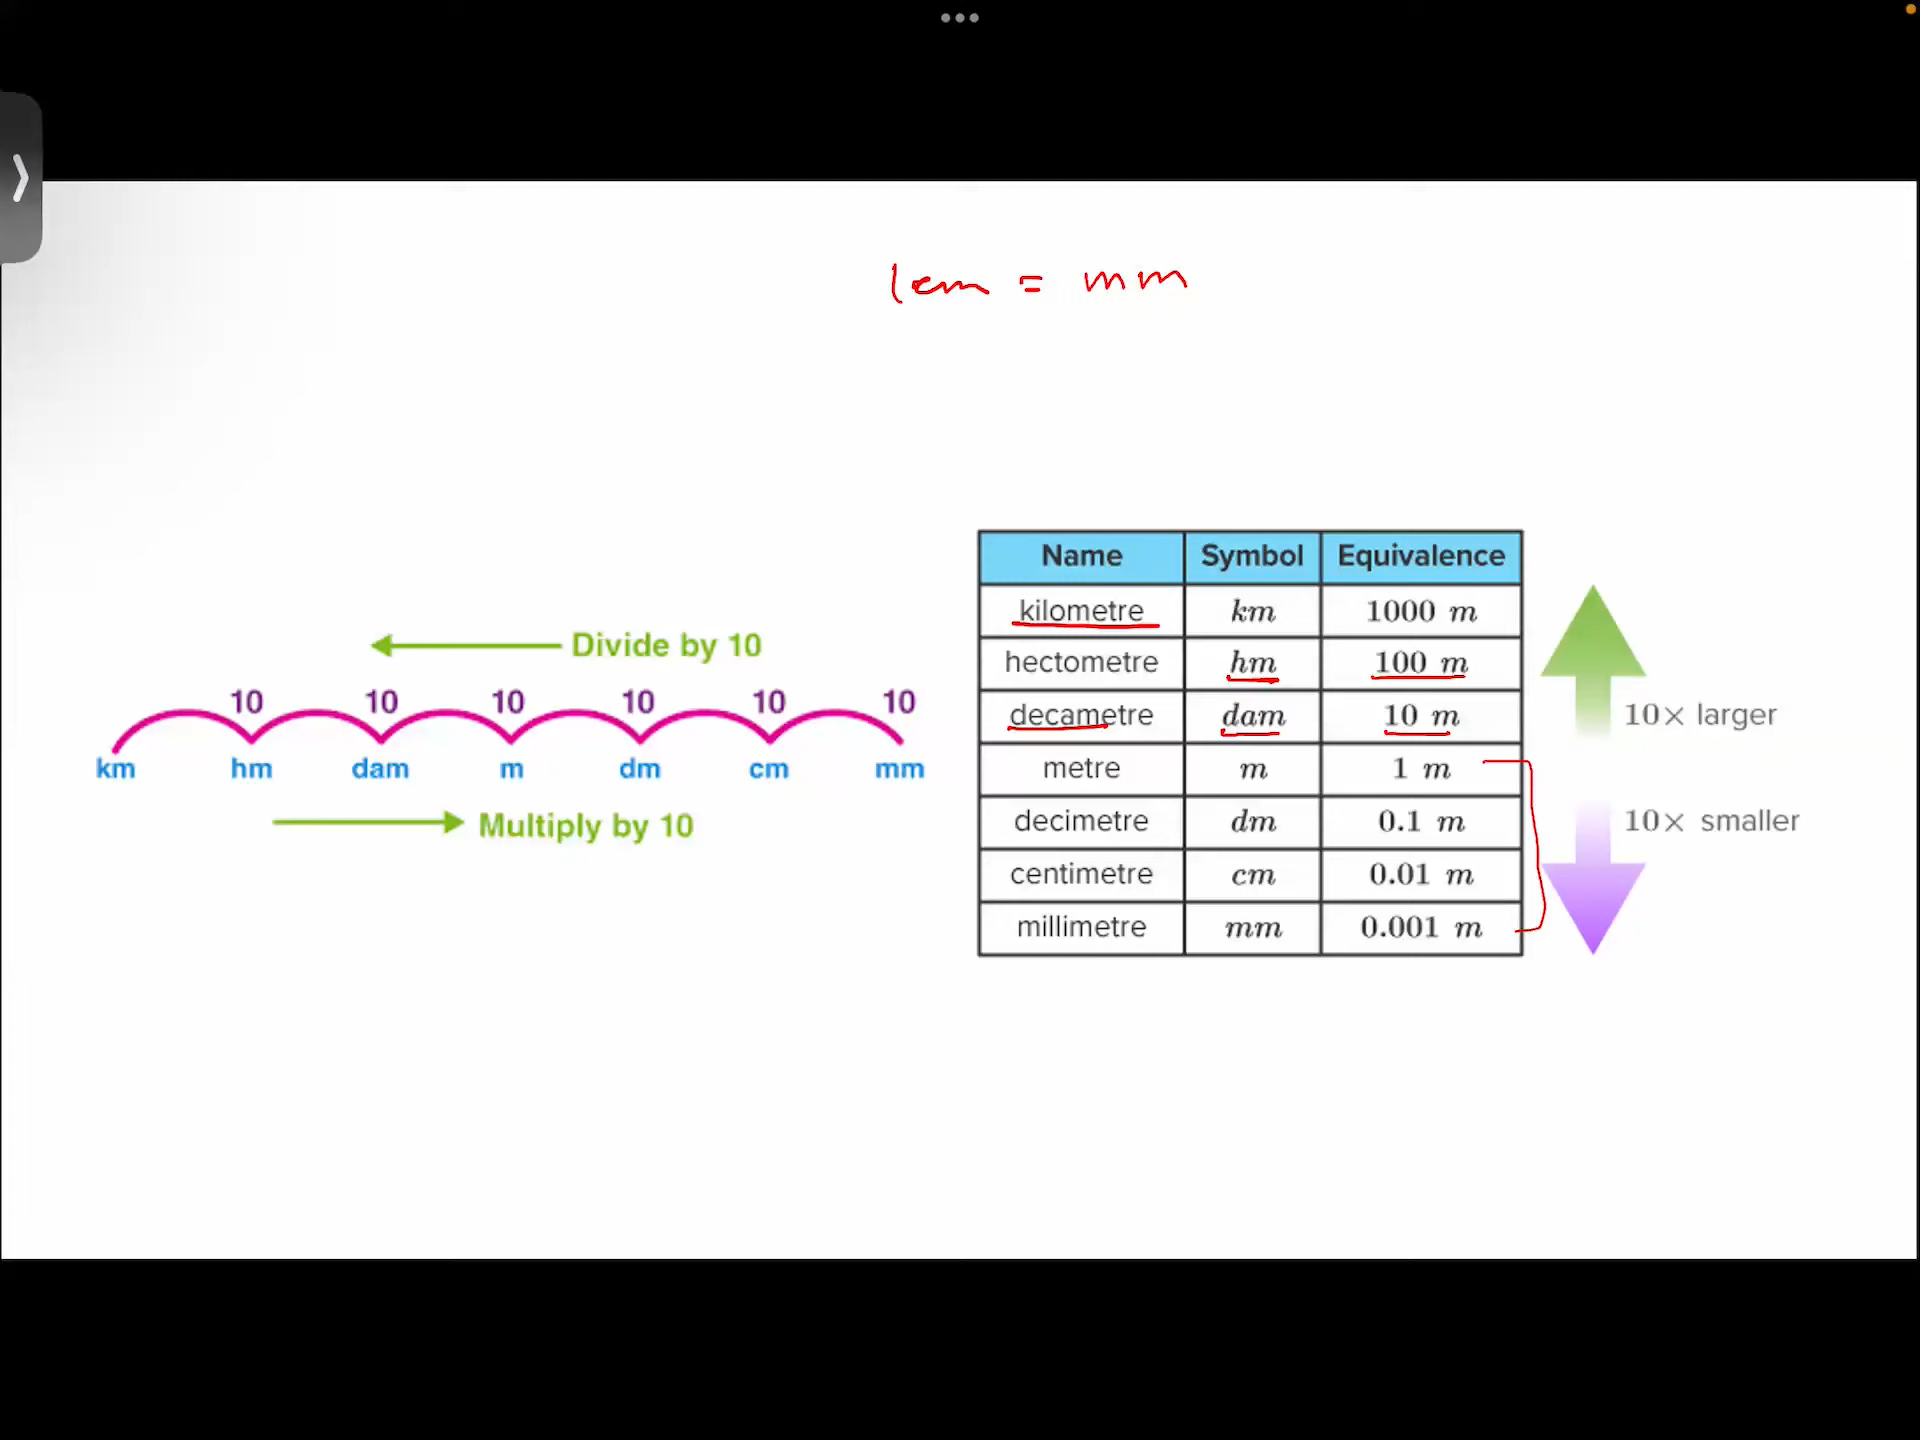 1cm = mm
Divide by 10
10 10 10 10 10 10
km hm dam m dm cm mm
Multiply by 10
Name Symbol Equivalence
kilometre km 1000 m
hectometre hm 100 m
decametre dam 10 m
metre m 1 m
decimetre dm 0.1 m
centimetre cm 0.01 m
millimetre mm 0.001 m
10× larger
10× smaller